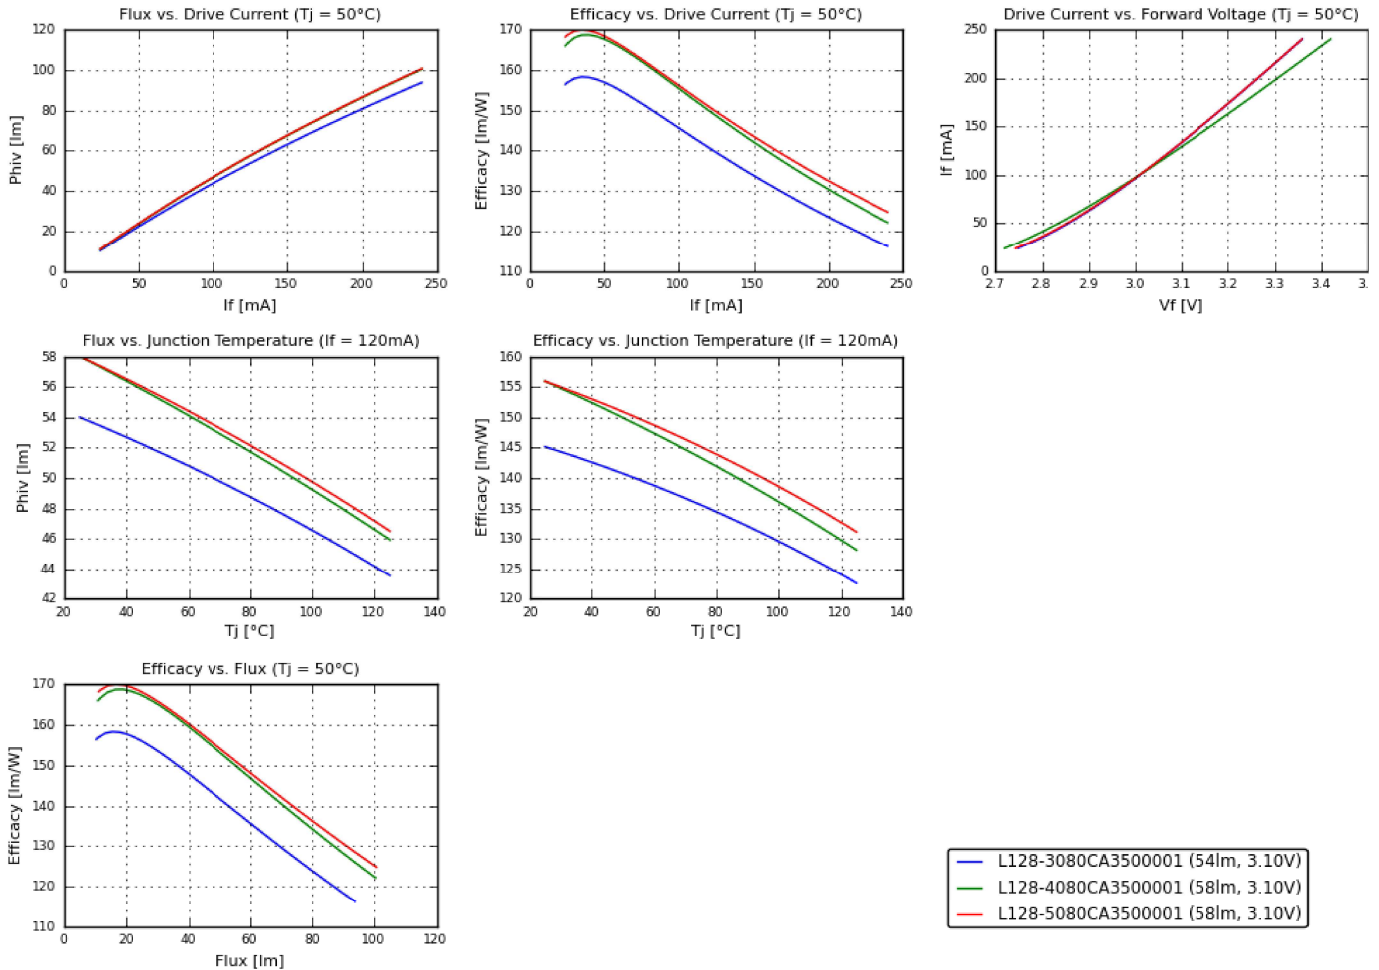 Flux vs. Drive Current (Tj = 50°C)
120
100
80
60
40
20
0
Phiv [lm]
0 50 100 150 200 250
If [mA]
Efficacy vs. Drive Current (Tj = 50°C)
170
160
150
140
130
120
110
Efficacy [lm/W]
0 50 100 150 200 250
If [mA]
Drive Current vs. Forward Voltage (Tj = 50°C)
250
200
150
100
50
0
If [mA]
2.7 2.8 2.9 3.0 3.1 3.2 3.3 3.4 3.
Vf [V]
Flux vs. Junction Temperature (If = 120mA)
58
56
54
52
50
48
46
44
42
Phiv [lm]
20 40 60 80 100 120 140
Tj [°C]
Efficacy vs. Junction Temperature (If = 120mA)
160
155
150
145
140
135
130
125
120
Efficacy [lm/W]
20 40 60 80 100 120 140
Tj [°C]
Efficacy vs. Flux (Tj = 50°C)
170
160
150
140
130
120
110
Efficacy [lm/W]
0 20 40 60 80 100 120
Flux [lm]
L128-3080CA3500001 (54lm, 3.10V)
L128-4080CA3500001 (58lm, 3.10V)
L128-5080CA3500001 (58lm, 3.10V)